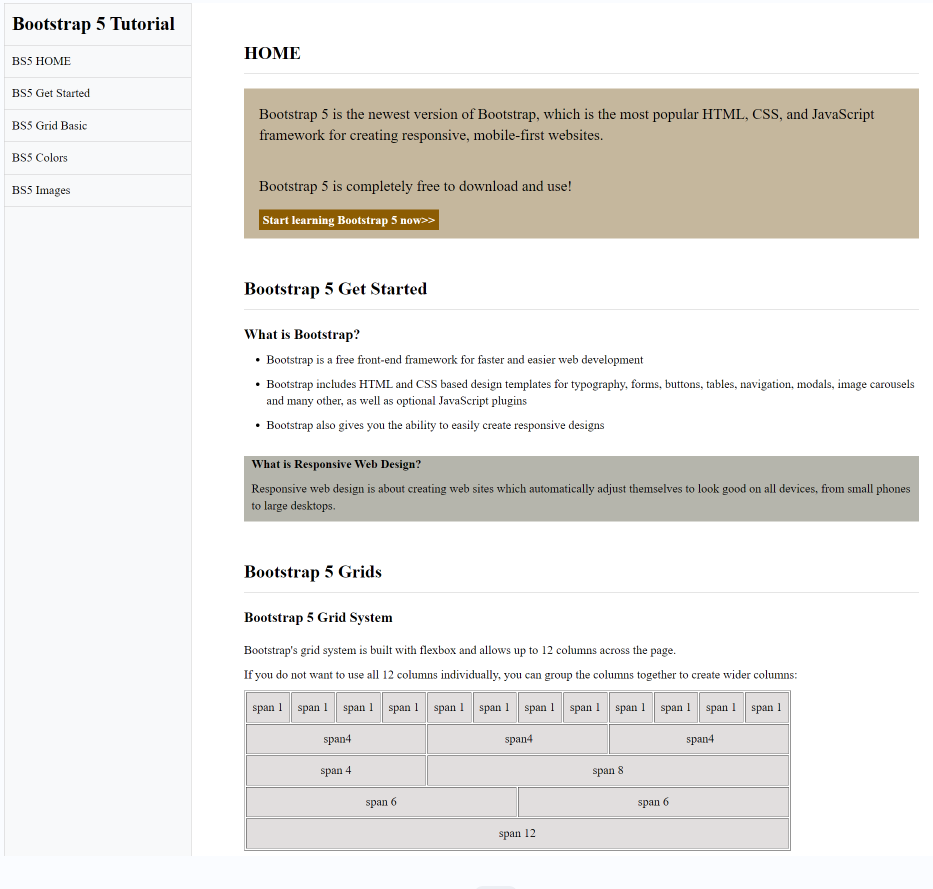 Bootstrap 5 Tutorial
BS5 HOME
BS5 Get Started
BS5 Grid Basic
BS5 Colors
BS5 Images
HOME
Bootstrap 5 is the newest version of Bootstrap, which is the most popular HTML, CSS, and JavaScript
framework for creating responsive, mobile-first websites.
Bootstrap 5 is completely free to download and use!
Start learning Bootstrap 5 now>>
Bootstrap 5 Get Started
What is Bootstrap?
• Bootstrap is a free front-end framework for faster and easier web development
• Bootstrap includes HTML and CSS based design templates for typography, forms, buttons, tables, navigation, modals, image carousels
and many other, as well as optional JavaScript plugins
• Bootstrap also gives you the ability to easily create responsive designs
What is Responsive Web Design?
Responsive web design is about creating web sites which automatically adjust themselves to look good on all devices, from small phones
to large desktops.
Bootstrap 5 Grids
Bootstrap 5 Grid System
Bootstrap's grid system is built with flexbox and allows up to 12 columns across the page.
If you do not want to use all 12 columns individually, you can group the columns together to create wider columns:
span 1 span 1 span 1 span 1 span 1 span 1 span 1 span 1 span 1 span 1 span 1 span 1
span4 span4 span4
span 4 span 8
span 6 span 6
span 12